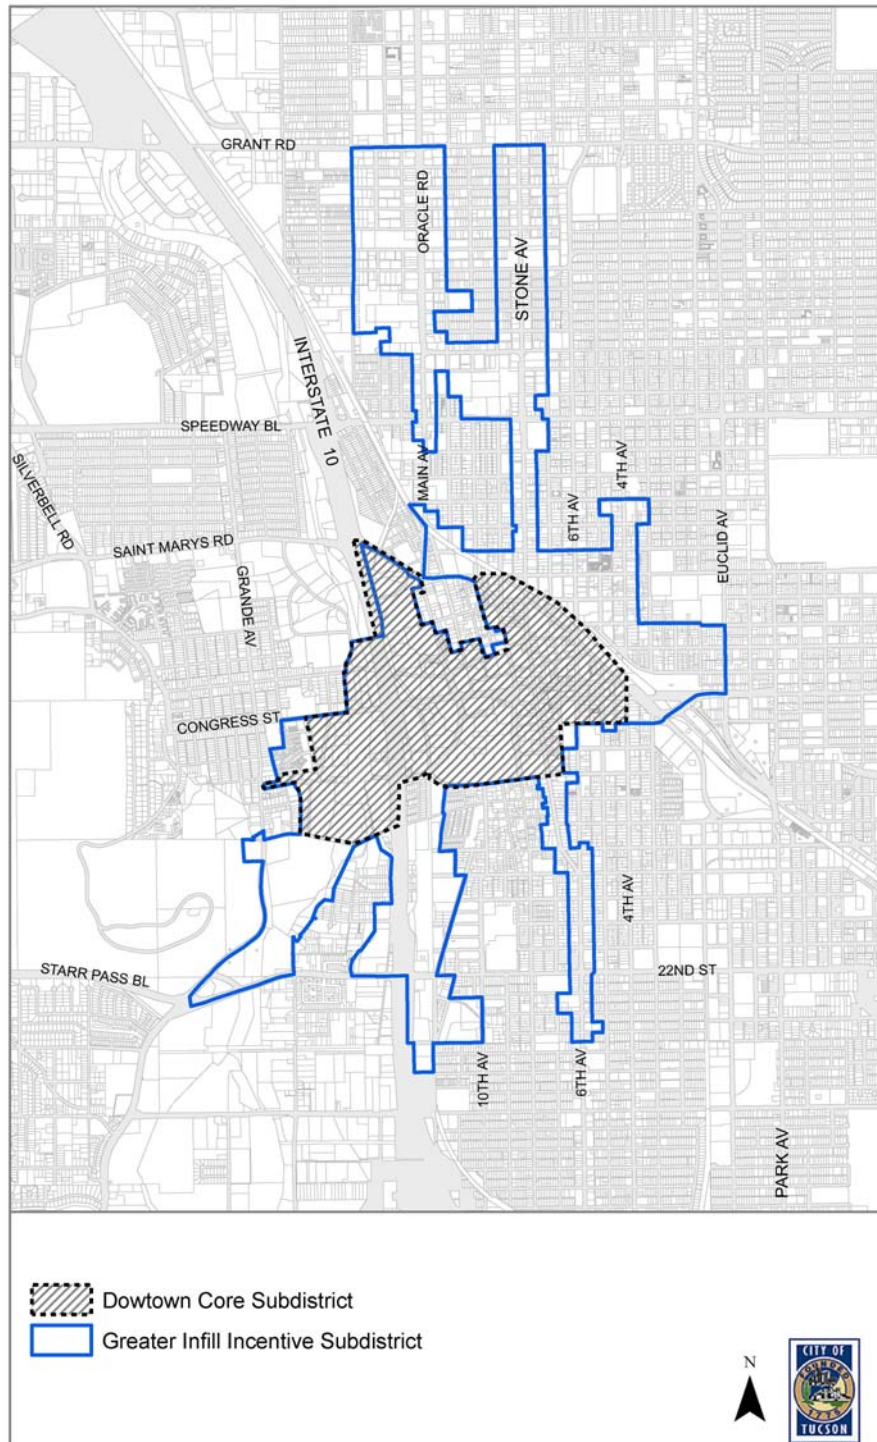 GRANT RD
ORACLE RD
STONE AV
INTERSTATE 10
SPEEDWAY BL
MAIN AV
SILVERBELL RD
4TH AV
6TH AV
SAINT MARYS RD
EUCLID AV
GRANDE AV
CONGRESS ST
4TH AV
STARR PASS BL
22ND ST
10TH AV
6TH AV
PARK AV
Dowtown Core Subdistrict
Greater Infill Incentive Subdistrict
N
CITY OF
FOUNDED
1775
TUCSON